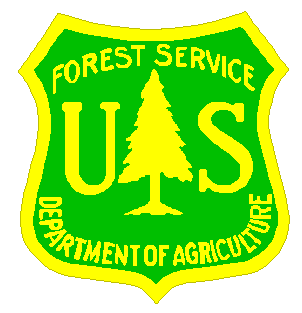 FOREST SERVICE
U S
DEPARTMENT OF AGRICULTURE